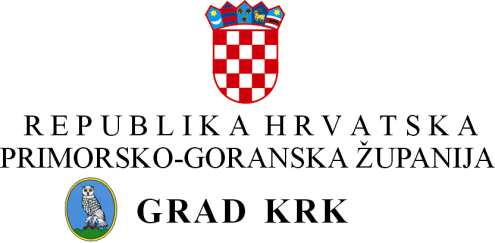 REPUBLIKA HRVATSKA
PRIMORSKO-GORANSKA ŽUPANIJA
GRAD KRK